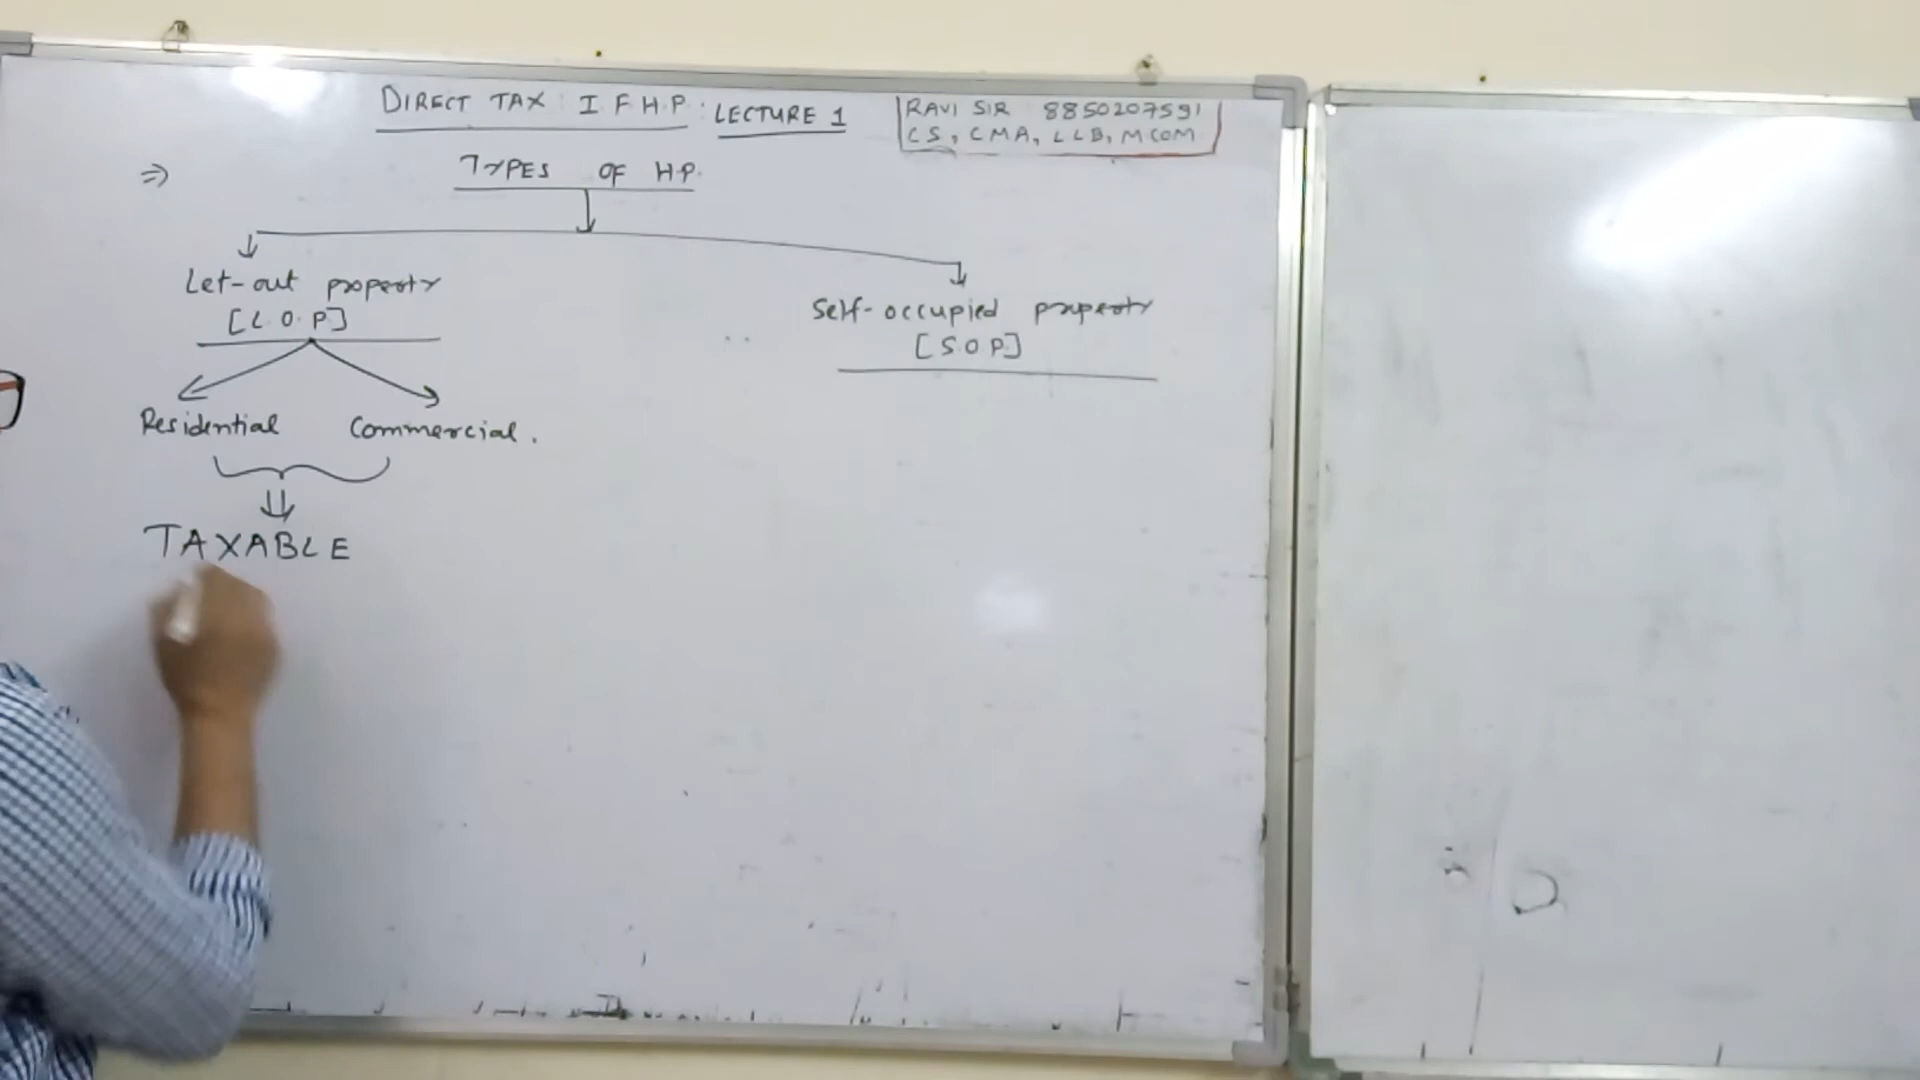 DIRECT TAX : I F H.P. : LECTURE 1
RAVI SIR 8850207591
CS, CMA, LLB, MCOM
⇒ TYPES OF H.P.
Let-out property
[L.O.P]
Self-occupied property
[S.O.P]
Residential Commercial.
TAXABLE